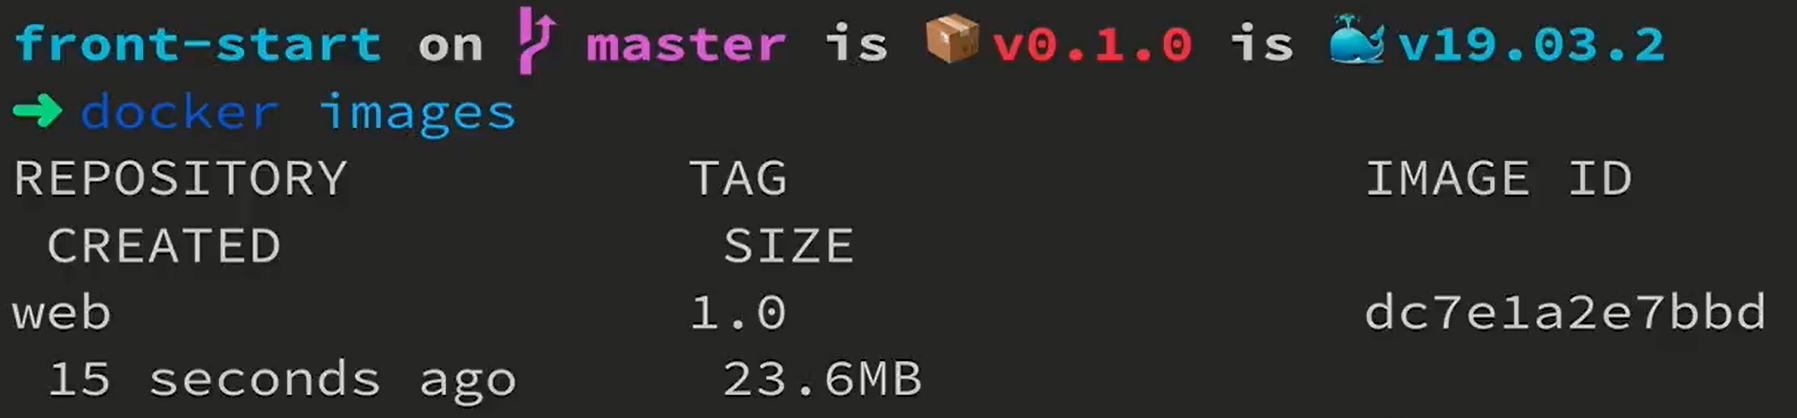 front-start on master is 📦 v0.1.0 is 🐳 v19.03.2
➜ docker images
REPOSITORY TAG IMAGE ID
CREATED SIZE
web 1.0 dc7e1a2e7bbd
15 seconds ago 23.6MB